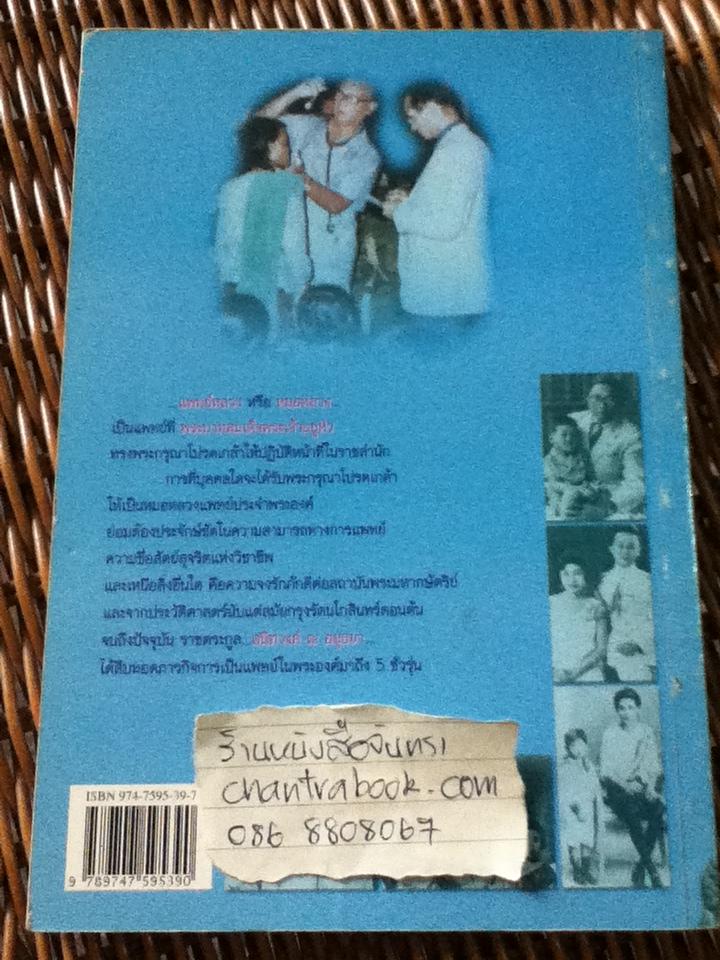 ...แพทย์หลวง หรือ หมอหลวง...
เป็นแพทย์ที่ พระบาทสมเด็จพระเจ้าอยู่หัว
ทรงพระกรุณาโปรดเกล้าให้ปฏิบัติหน้าที่ในราชสำนัก
การที่บุคคลใดจะได้รับพระกรุณาโปรดเกล้า
ให้เป็นหมอหลวงแพทย์ประจำพระองค์
ย่อมต้องประจักษ์ชัดในความสามารถทางการแพทย์
ความซื่อสัตย์สุจริตแห่งวิชาชีพ
และเหนือสิ่งอื่นใด คือความจงรักภักดีต่อสถาบันพระมหากษัตริย์
และจากประวัติศาสตร์นับแต่สมัยกรุงรัตนโกสินทร์ตอนต้น
จนถึงปัจจุบัน ราชตระกูล...สนิทวงศ์ ณ อยุธยา...
ได้สืบทอดภารกิจการเป็นแพทย์ในพระองค์มาถึง 5 ชั่วรุ่น
ร้านหนังสือจันทรา
chantrabook.com
086 8808067
ISBN 974-7595-39-7
9 789747 595390